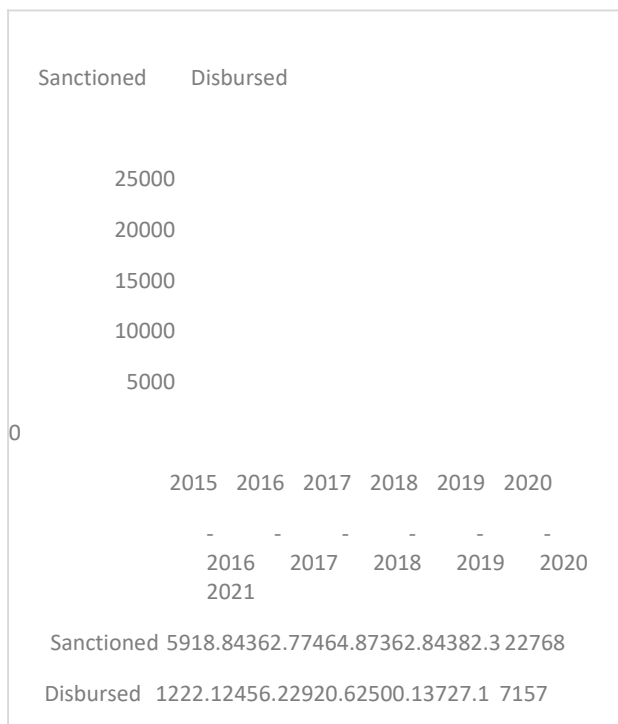 Sanctioned Disbursed
25000
20000
15000
10000
5000
0
2015 2016 2017 2018 2019 2020
- - - - - -
2016 2017 2018 2019 2020
2021
Sanctioned 5918.84362.77464.87362.84382.3 22768
Disbursed 1222.12456.22920.62500.13727.1 7157